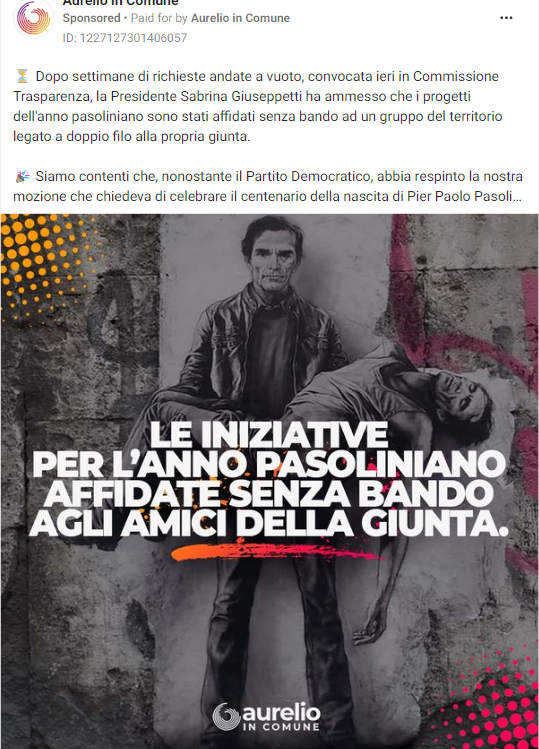 Aurelio in Comune
Sponsored • Paid for by Aurelio in Comune
ID: 1227127301406057
⏳ Dopo settimane di richieste andate a vuoto, convocata ieri in Commissione
Trasparenza, la Presidente Sabrina Giuseppetti ha ammesso che i progetti
dell'anno pasoliniano sono stati affidati senza bando ad un gruppo del territorio
legato a doppio filo alla propria giunta.
🎉 Siamo contenti che, nonostante il Partito Democratico, abbia respinto la nostra
mozione che chiedeva di celebrare il centenario della nascita di Pier Paolo Pasoli...
LE INIZIATIVE
PER L'ANNO PASOLINIANO
AFFIDATE SENZA BANDO
AGLI AMICI DELLA GIUNTA.
aurelio
IN COMUNE